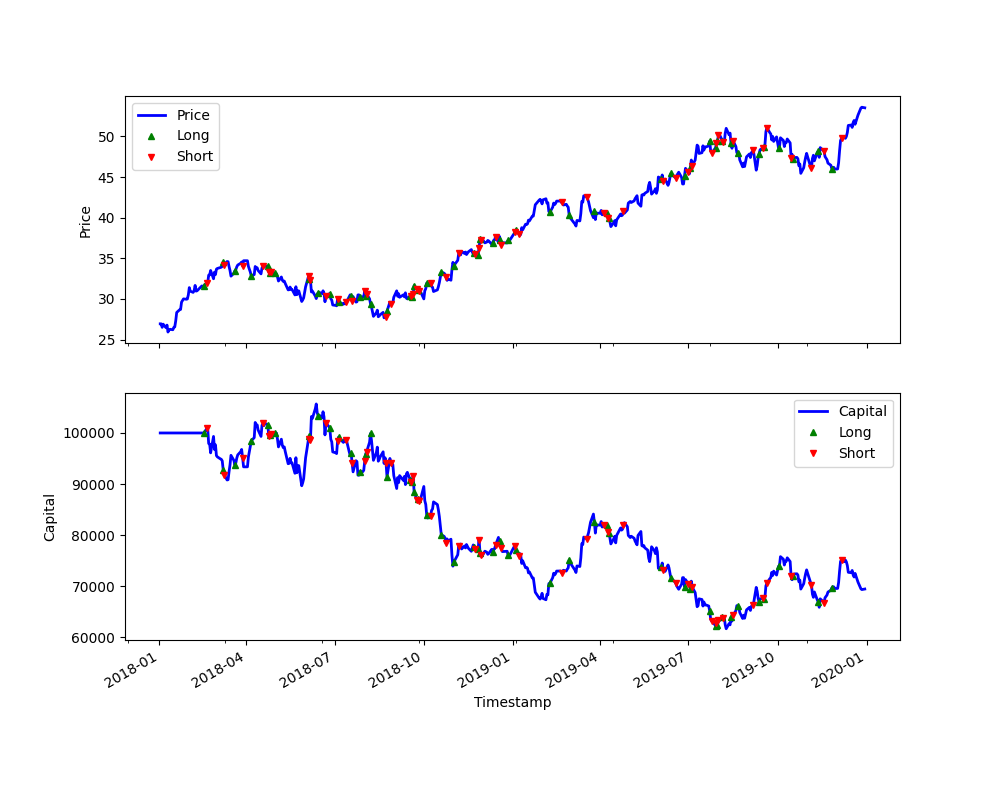 Price
Long
Short
50
45
40
35
30
25
Price
Capital
Long
Short
100000
90000
80000
70000
60000
Capital
2018-01
2018-04
2018-07
2018-10
2019-01
2019-04
2019-07
2019-10
2020-01
Timestamp